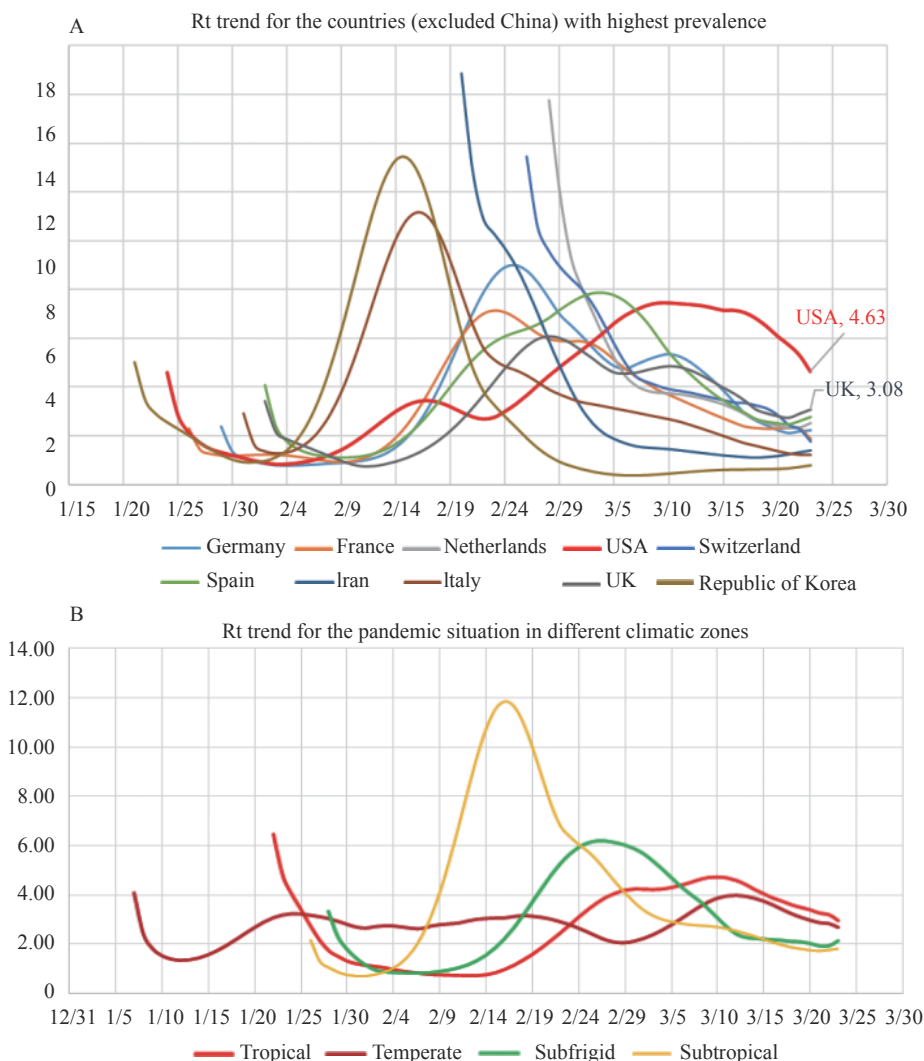 A
Rt trend for the countries (excluded China) with highest prevalence
18
16
14
12
10
8
6
4
2
0
USA, 4.63
UK, 3.08
1/15 1/20 1/25 1/30 2/4 2/9 2/14 2/19 2/24 2/29 3/5 3/10 3/15 3/20 3/25 3/30
Germany France Netherlands USA Switzerland
Spain Iran Italy UK Republic of Korea
B
Rt trend for the pandemic situation in different climatic zones
14.00
12.00
10.00
8.00
6.00
4.00
2.00
0
12/31 1/5 1/10 1/15 1/20 1/25 1/30 2/4 2/9 2/14 2/19 2/24 2/29 3/5 3/10 3/15 3/20 3/25 3/30
Tropical Temperate Subfrigid Subtropical